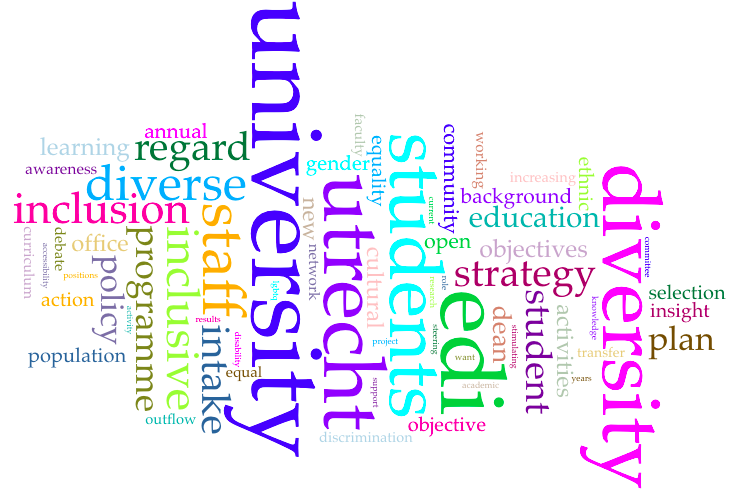 university
annual
learning
regard
awareness
diverse
inclusion
staff
inclusive
programme
office
debate
curriculum
accessibility
positions
policy
action
activity
results
intake
disability
population
equal
outflow
faculty
gender
equality
utrecht
new
network
lgbtiq
cultural
students
community
working
current
background
increasing
ethnic
education
open
objectives
strategy
role
research
edi
project
steering
want
support
academic
objective
discrimination
dean
stimulating
student
activities
knowledge
transfer
years
diversity
committee
selection
insight
plan